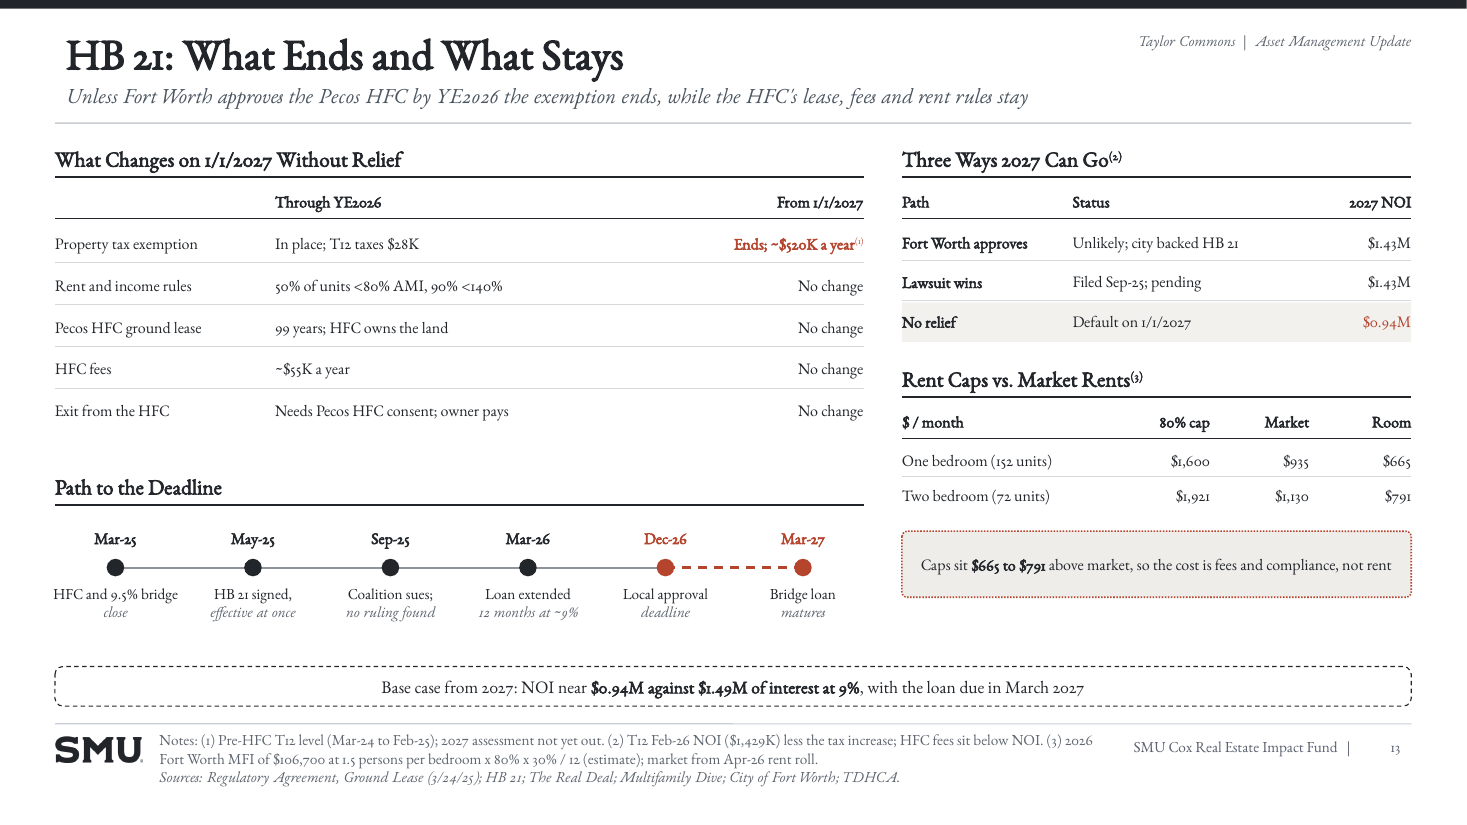 Taylor Commons | Asset Management Update
HB 21: What Ends and What Stays
Unless Fort Worth approves the Pecos HFC by YE2026 the exemption ends, while the HFC's lease, fees and rent rules stay
What Changes on 1/1/2027 Without Relief
Through YE2026 From 1/1/2027
Property tax exemption In place; T12 taxes $28K Ends; ~$520K a year(1)
Rent and income rules 50% of units <80% AMI, 90% <140% No change
Pecos HFC ground lease 99 years; HFC owns the land No change
HFC fees ~$55K a year No change
Exit from the HFC Needs Pecos HFC consent; owner pays No change
Path to the Deadline
Mar-25 May-25 Sep-25 Mar-26 Dec-26 Mar-27
HFC and 9.5% bridge HB 21 signed, Coalition sues; Loan extended Local approval Bridge loan
close effective at once no ruling found 12 months at ~9% deadline matures
Three Ways 2027 Can Go(2)
Path Status 2027 NOI
Fort Worth approves Unlikely; city backed HB 21 $1.43M
Lawsuit wins Filed Sep-25; pending $1.43M
No relief Default on 1/1/2027 $0.94M
Rent Caps vs. Market Rents(3)
$ / month 80% cap Market Room
One bedroom (152 units) $1,600 $935 $665
Two bedroom (72 units) $1,921 $1,130 $791
Caps sit $665 to $791 above market, so the cost is fees and compliance, not rent
Base case from 2027: NOI near $0.94M against $1.49M of interest at 9%, with the loan due in March 2027
SMU
Notes: (1) Pre-HFC T12 level (Mar-24 to Feb-25); 2027 assessment not yet out. (2) T12 Feb-26 NOI ($1,429K) less the tax increase; HFC fees sit below NOI. (3) 2026
Fort Worth MFI of $106,700 at 1.5 persons per bedroom x 80% x 30% / 12 (estimate); market from Apr-26 rent roll.
Sources: Regulatory Agreement, Ground Lease (3/24/25); HB 21; The Real Deal; Multifamily Dive; City of Fort Worth; TDHCA.
SMU Cox Real Estate Impact Fund | 13